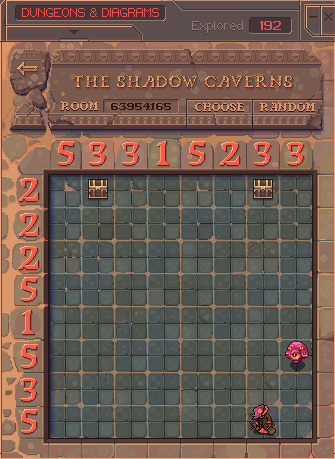 DUNGEONS & DIAGRAMS
Explored 192
THE SHADOW CAVERNS
ROOM 63954165 CHOOSE RANDOM
5 3 3 1 5 2 3 3
2
2
2
5
1
5
3
5